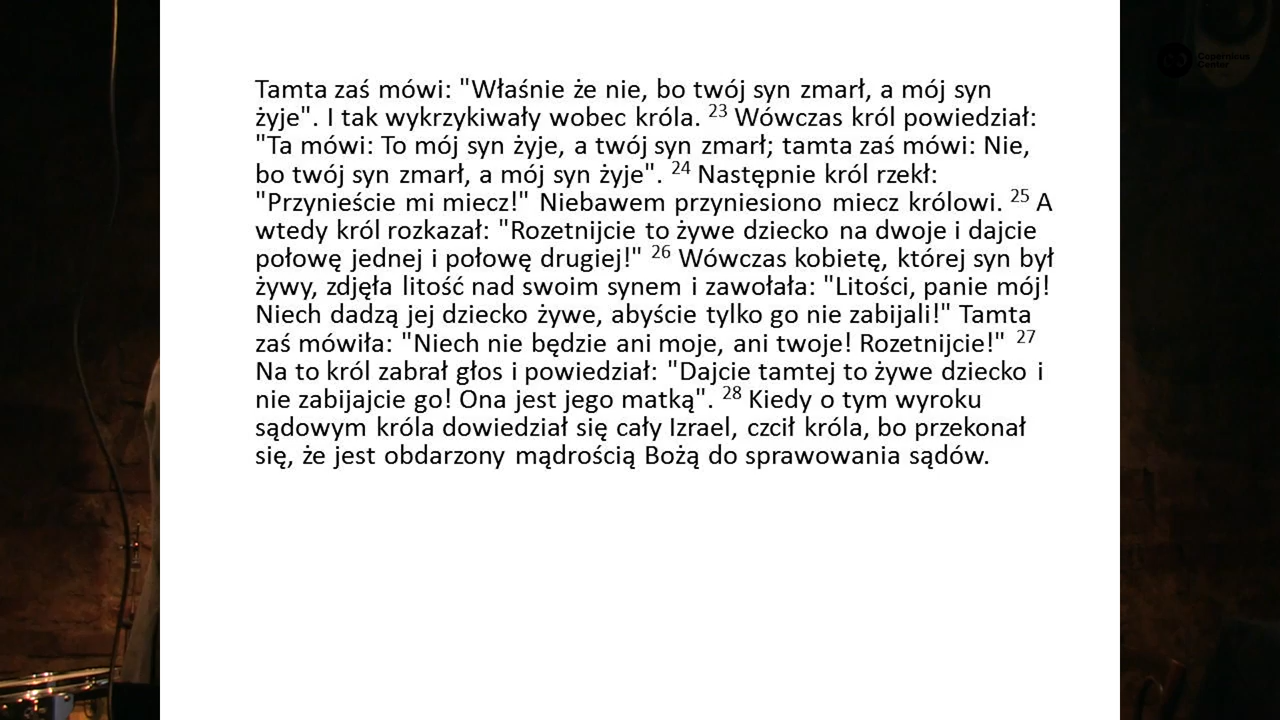 Tamta zaś mówi: "Właśnie że nie, bo twój syn zmarł, a mój syn
żyje". I tak wykrzykiwały wobec króla. 23 Wówczas król powiedział:
"Ta mówi: To mój syn żyje, a twój syn zmarł; tamta zaś mówi: Nie,
bo twój syn zmarł, a mój syn żyje". 24 Następnie król rzekł:
"Przynieście mi miecz!" Niebawem przyniesiono miecz królowi. 25 A
wtedy król rozkazał: "Rozetnijcie to żywe dziecko na dwoje i dajcie
połowę jednej i połowę drugiej!" 26 Wówczas kobietę, której syn był
żywy, zdjęła litość nad swoim synem i zawołała: "Litości, panie mój!
Niech dadzą jej dziecko żywe, abyście tylko go nie zabijali!" Tamta
zaś mówiła: "Niech nie będzie ani moje, ani twoje! Rozetnijcie!" 27
Na to król zabrał głos i powiedział: "Dajcie tamtej to żywe dziecko i
nie zabijajcie go! Ona jest jego matką". 28 Kiedy o tym wyroku
sądowym króla dowiedział się cały Izrael, czcił króla, bo przekonał
się, że jest obdarzony mądrością Bożą do sprawowania sądów.
Copernicus
Center